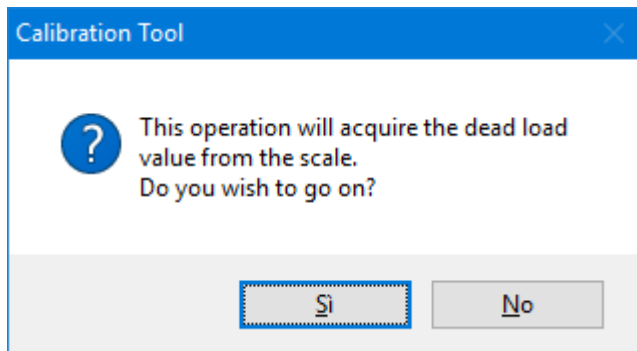 Calibration Tool
This operation will acquire the dead load
value from the scale.
Do you wish to go on?
Sì
No